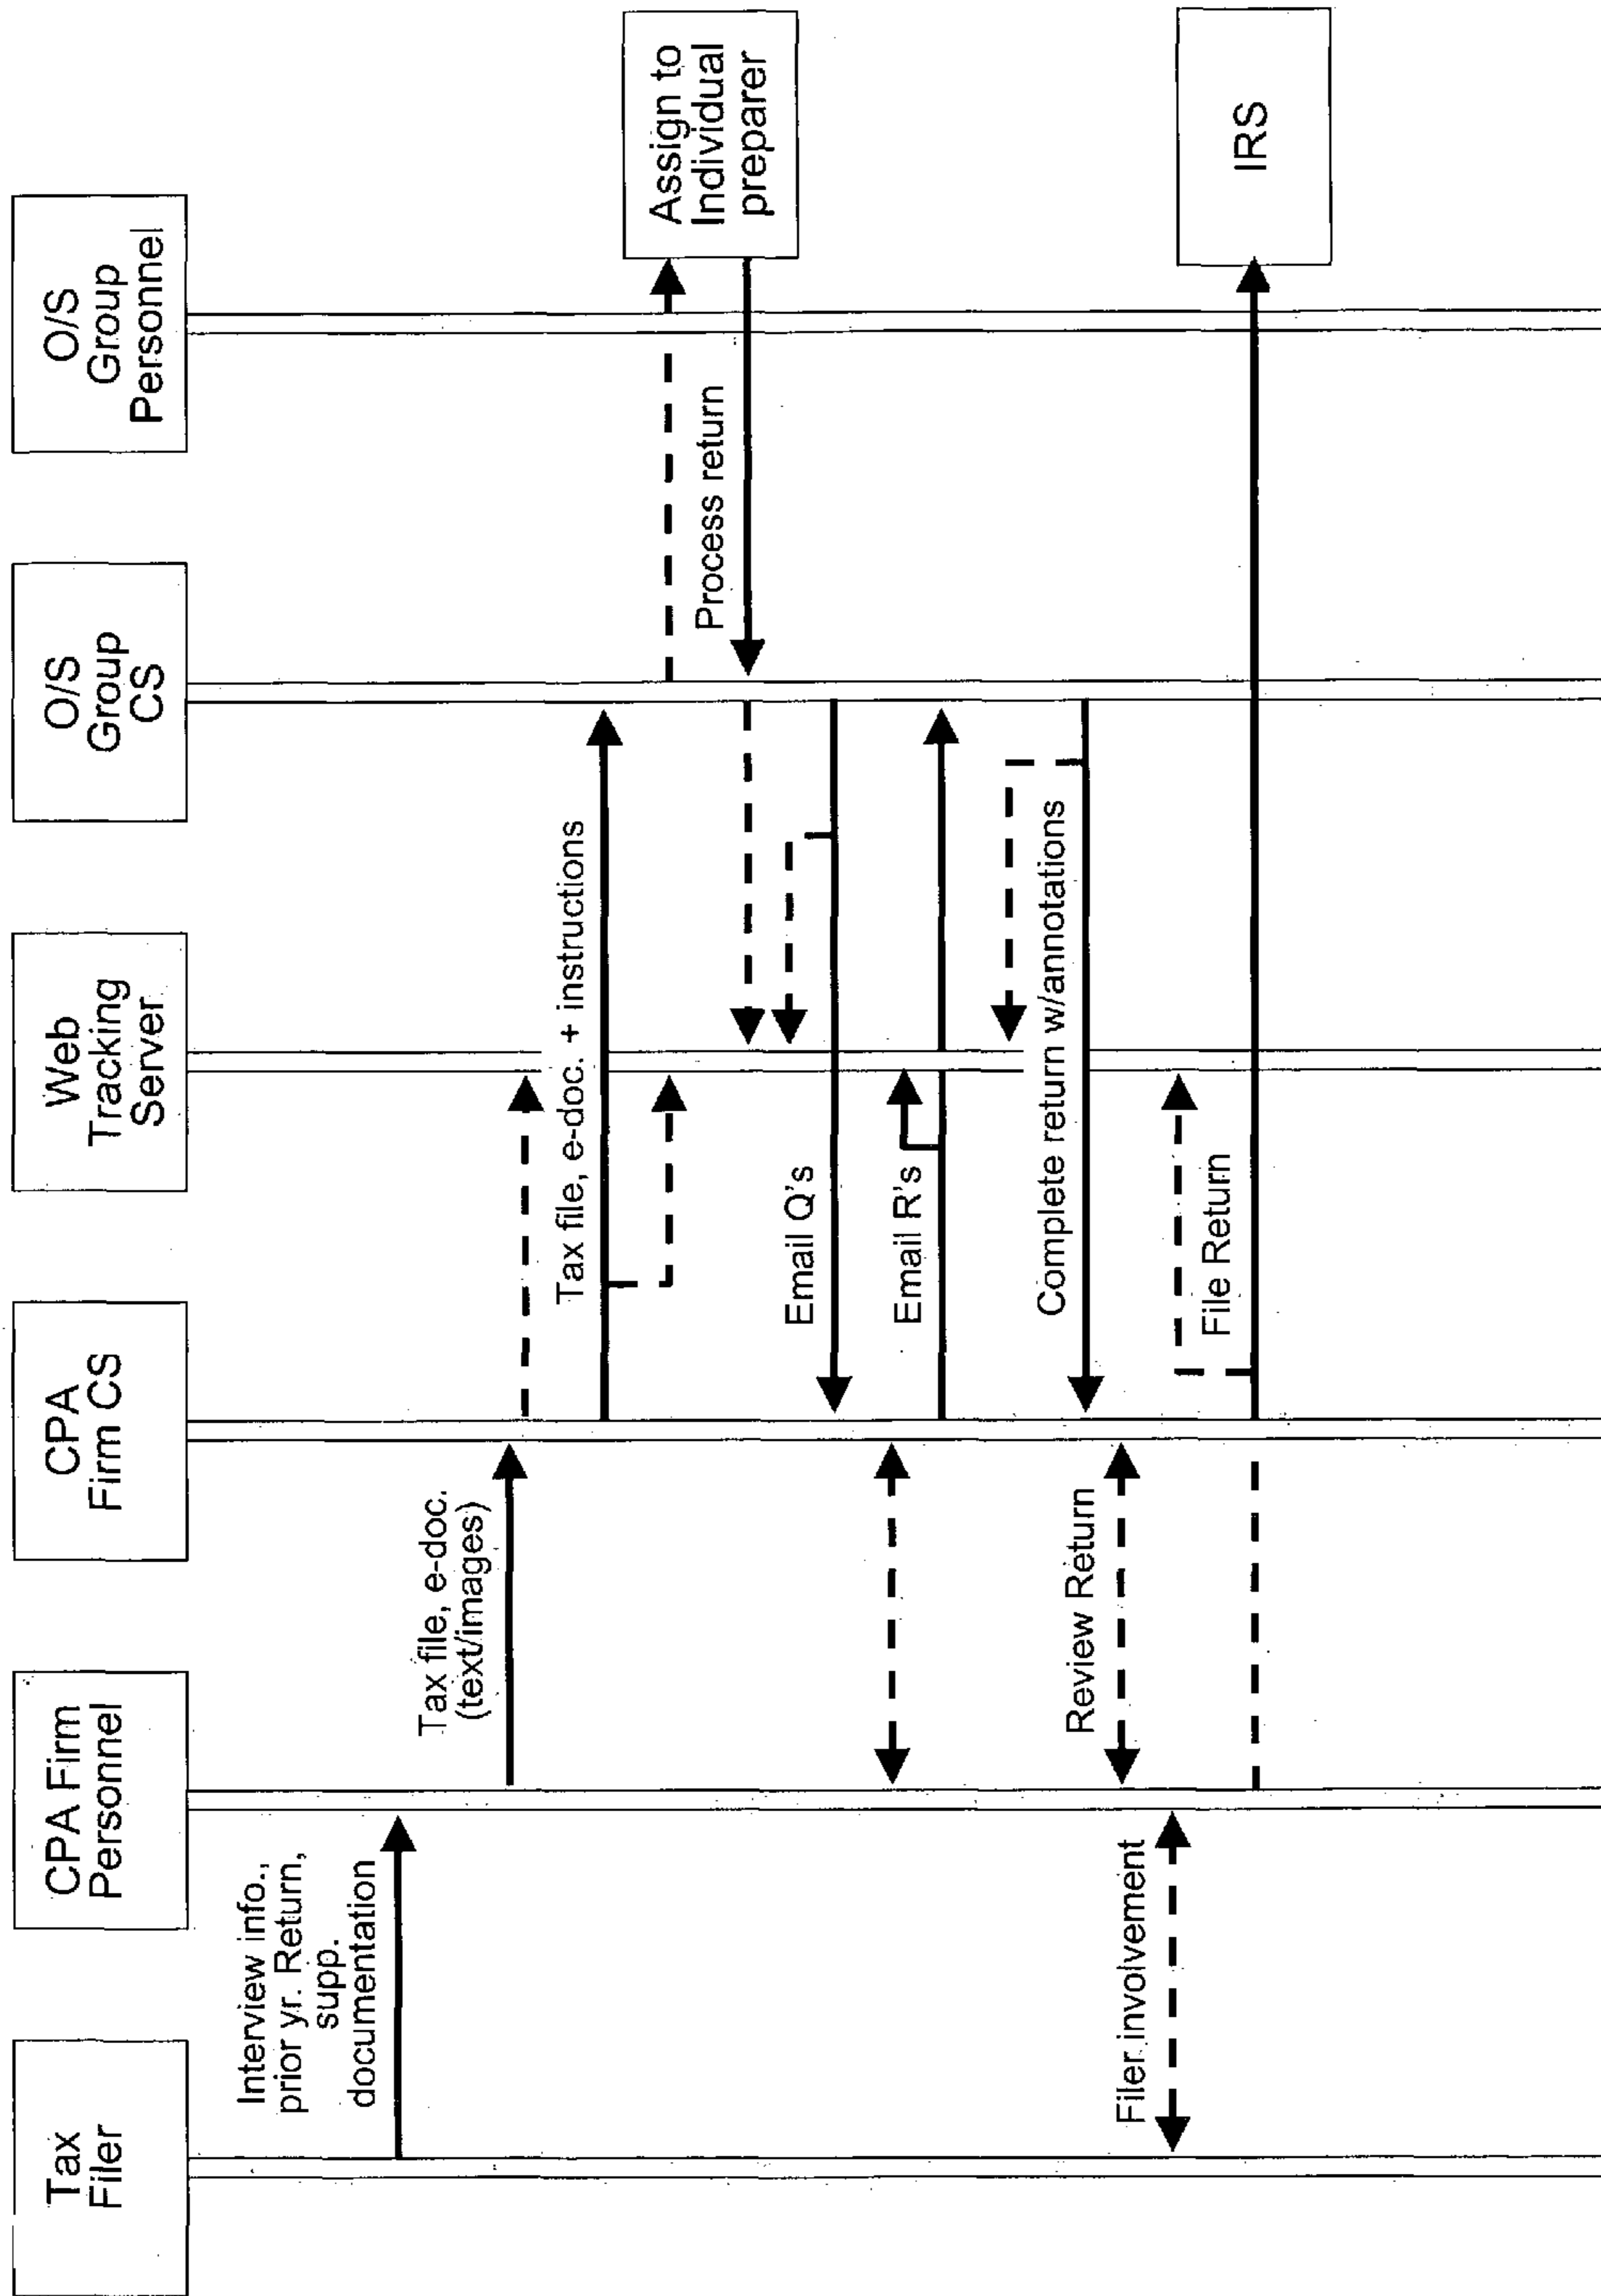 Tax
Filer
CPA Firm
Personnel
CPA
Firm CS
Web
Tracking
Server
O/S
Group
CS
O/S
Group
Personnel
Interview info.,
prior yr. Return,
supp.
documentation
Tax file, e-doc.
(text/images)
Tax file, e-doc. + instructions
Assign to
Individual
preparer
Process return
Email Q's
Email R's
Complete return w/annotations
Review Return
Filer involvement
File Return
IRS